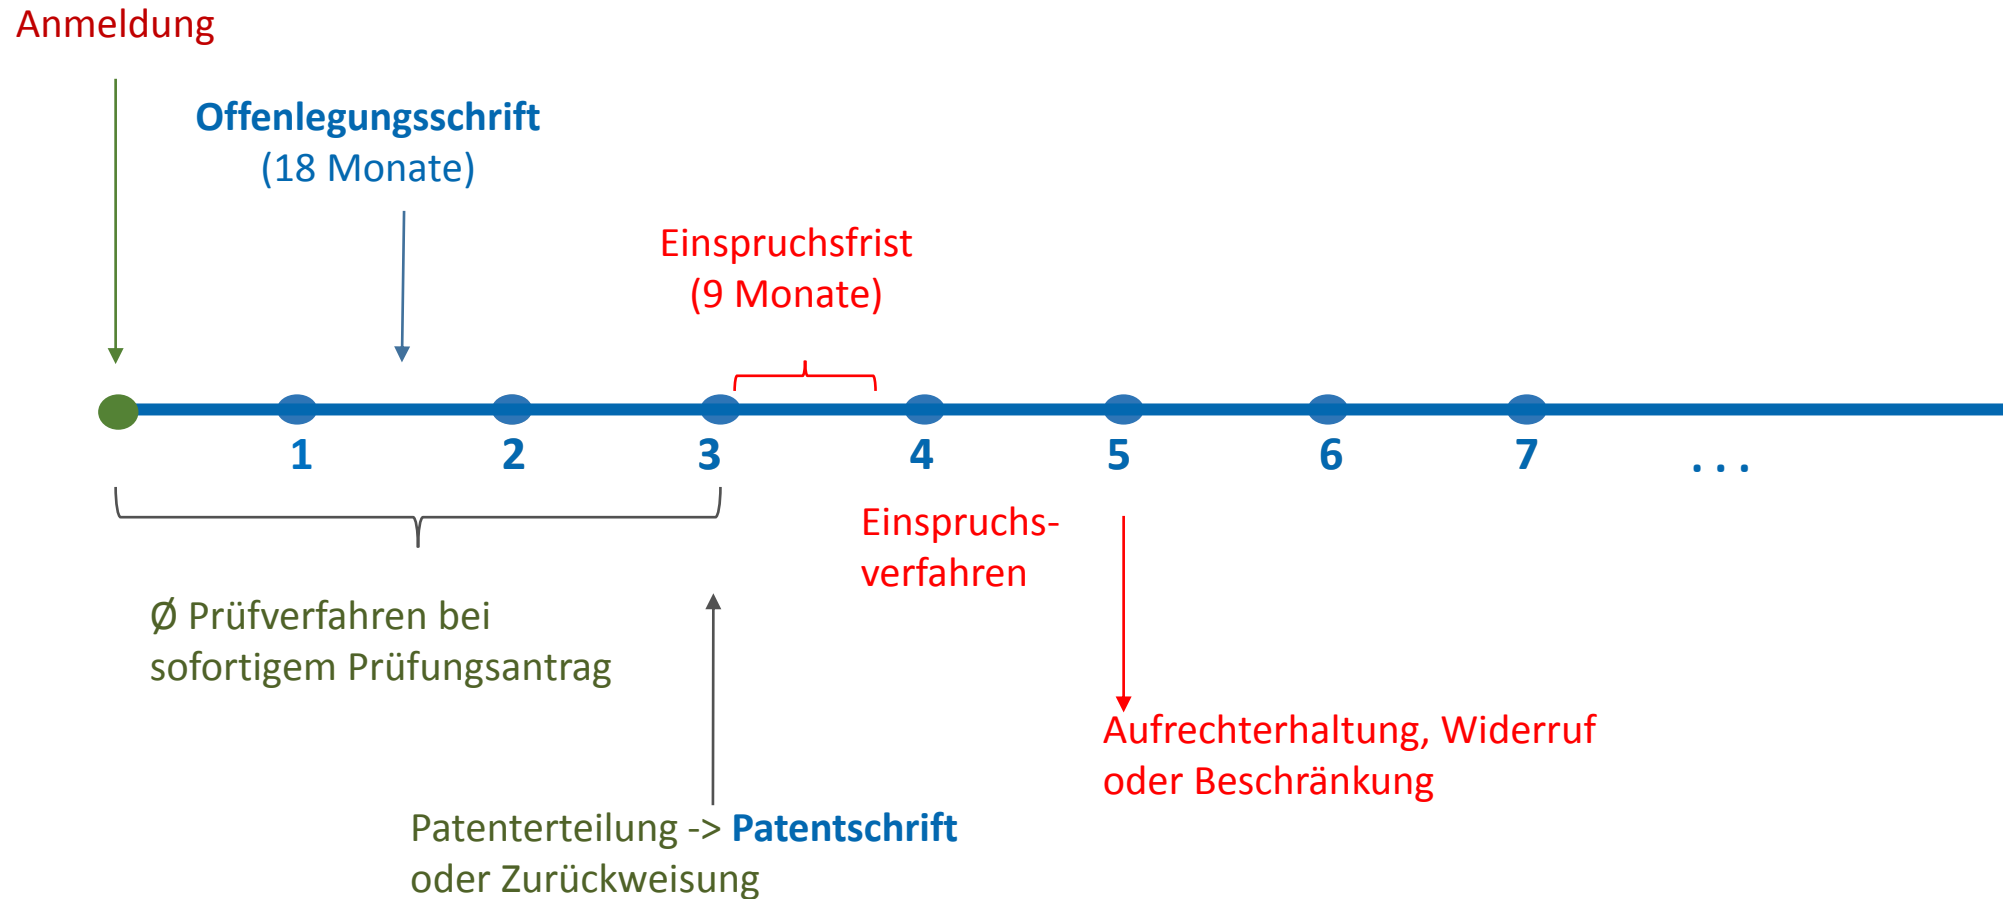 Anmeldung
Offenlegungsschrift
(18 Monate)
Einspruchsfrist
(9 Monate)
1 2 3 4 5 6 7 ...
Einspruchs-
verfahren
Ø Prüfverfahren bei
sofortigem Prüfungsantrag
Aufrechterhaltung, Widerruf
oder Beschränkung
Patenterteilung -> Patentschrift
oder Zurückweisung